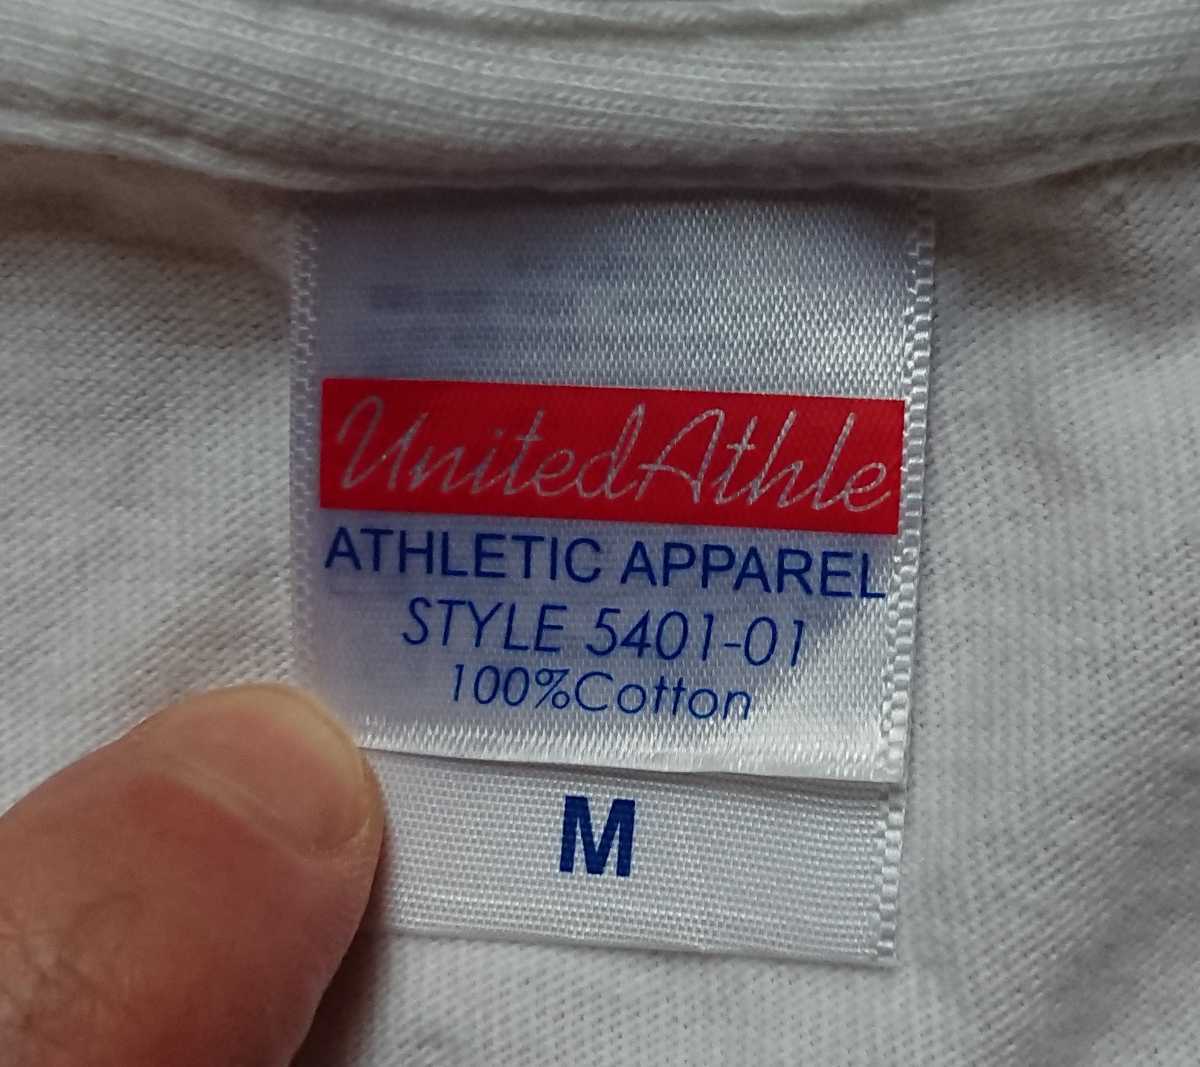 UnitedAthle
ATHLETIC APPAREL
STYLE 5401-01
100%Cotton
M